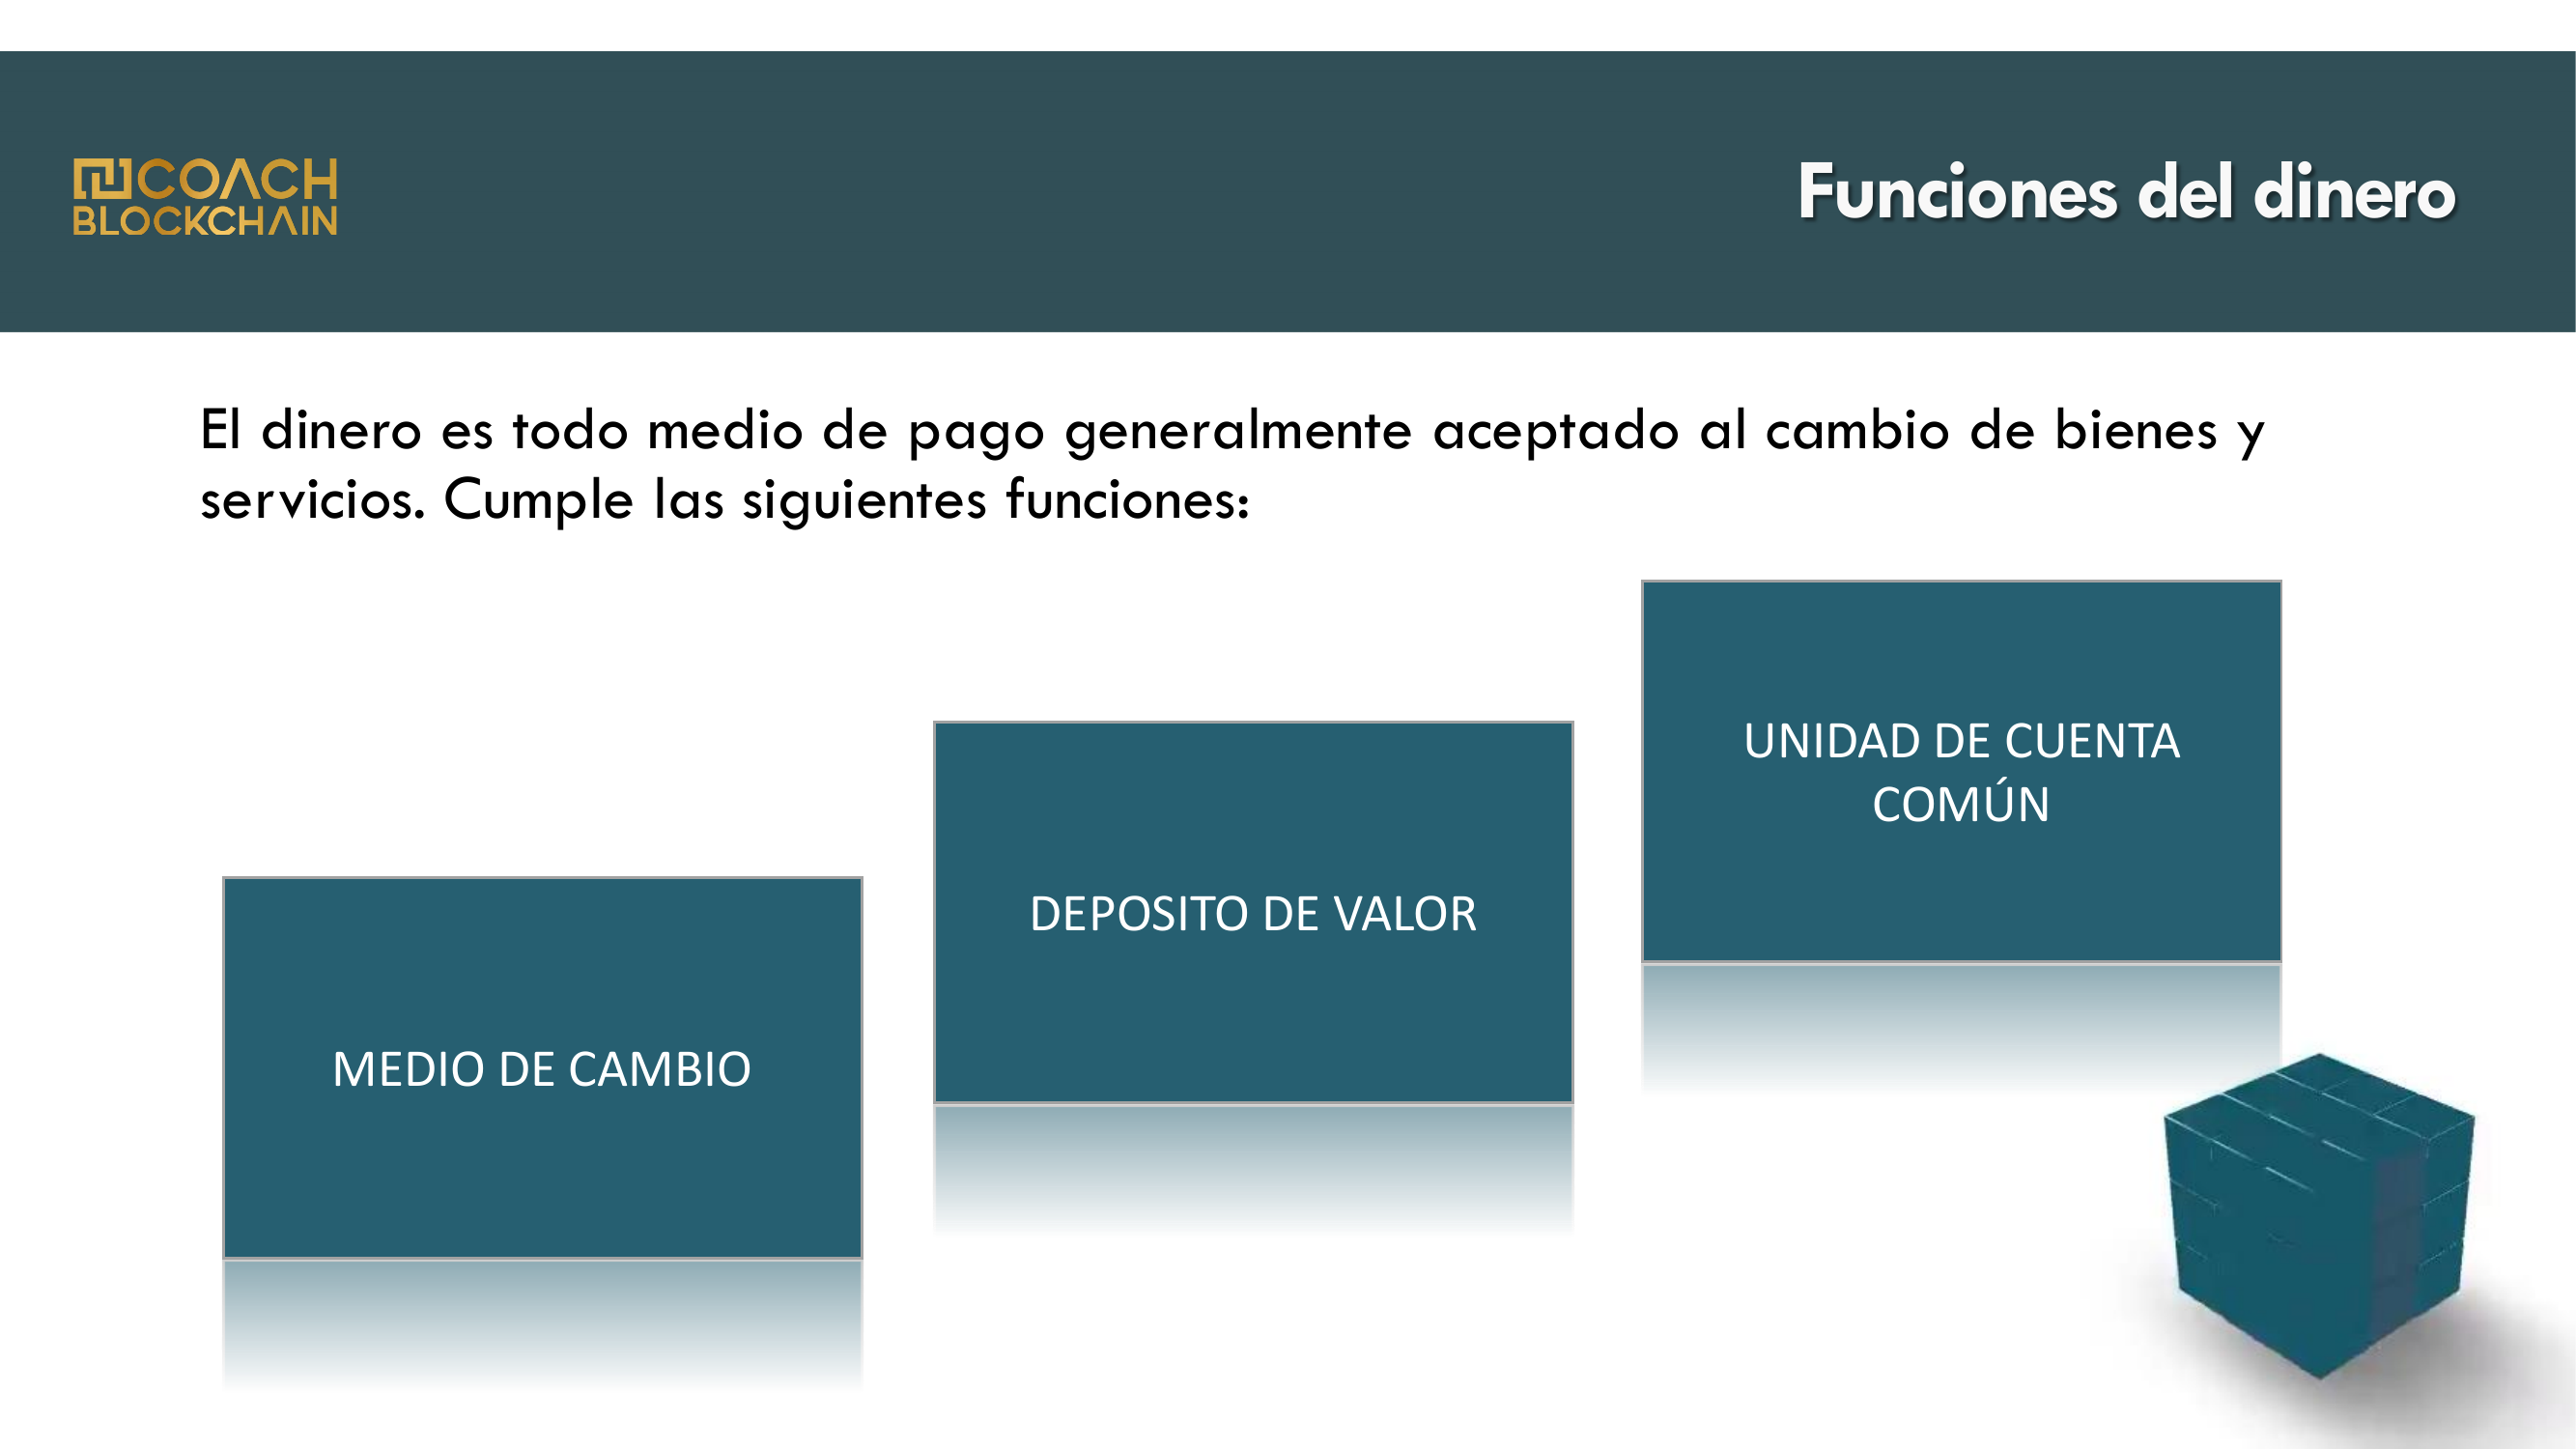 COACH
BLOCKCHAIN
Funciones del dinero
El dinero es todo medio de pago generalmente aceptado al cambio de bienes y
servicios. Cumple las siguientes funciones:
MEDIO DE CAMBIO
DEPOSITO DE VALOR
UNIDAD DE CUENTA
COMÚN